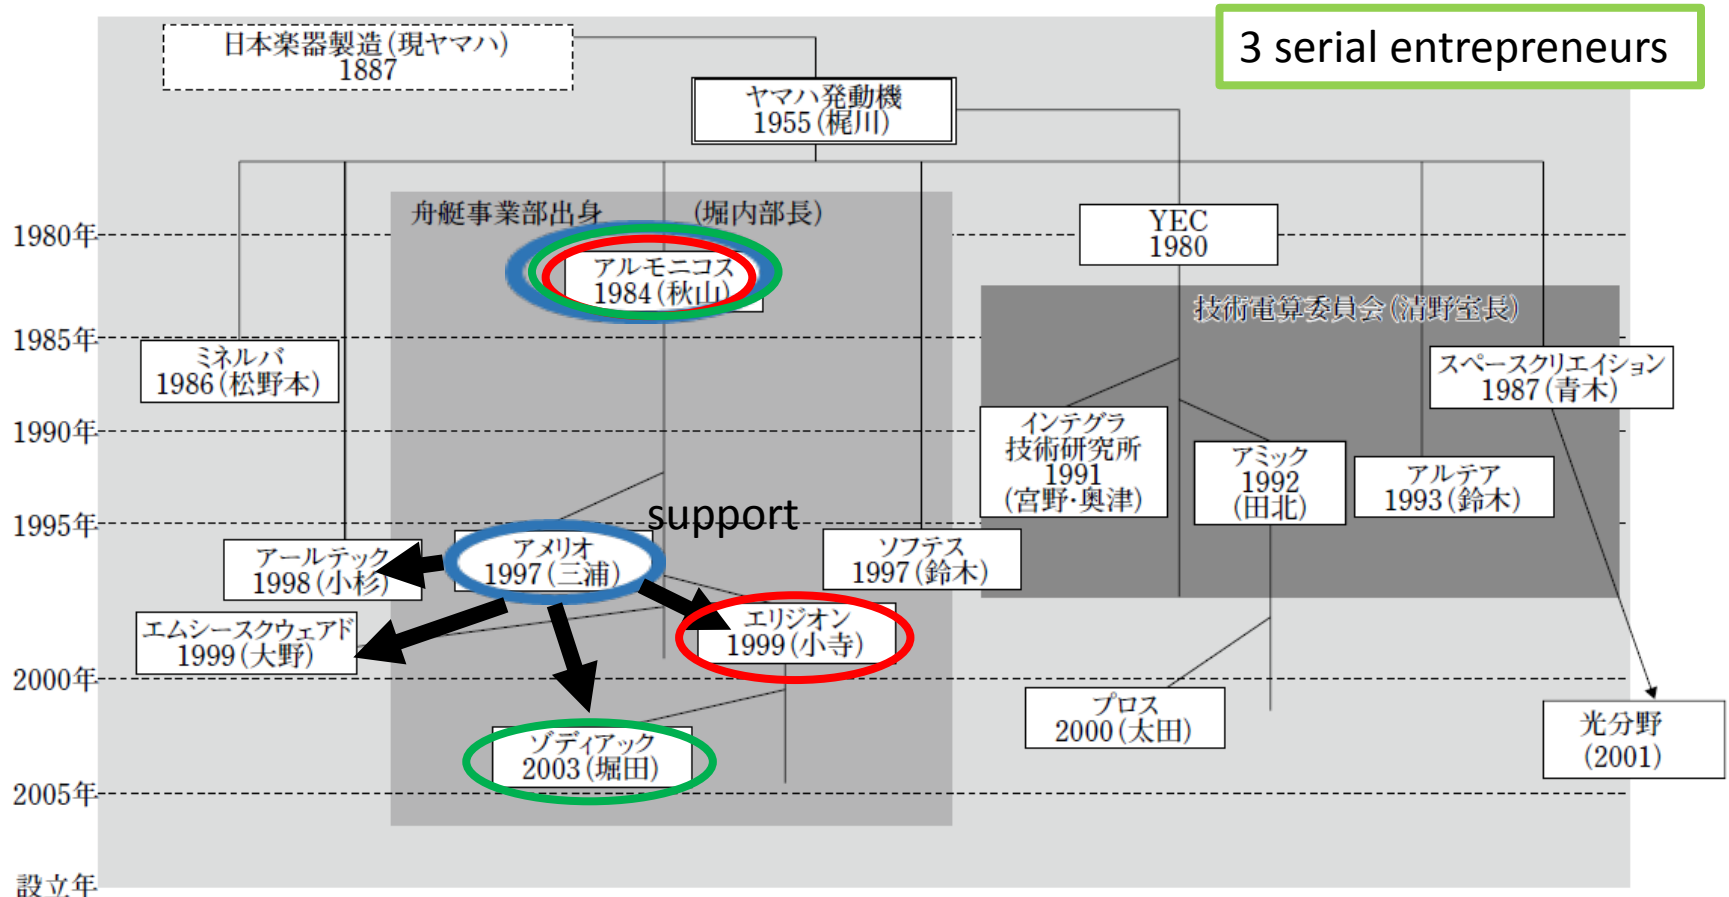 日本楽器製造(現ヤマハ)
1887
3 serial entrepreneurs
ヤマハ発動機
1955(梶川)
舟艇事業部出身 (堀内部長)
1980年
YEC
1980
アルモニコス
1984(秋山)
技術電算委員会(清野室長)
1985年
ミネルバ
1986(松野本)
スペースクリエイション
1987(青木)
1990年
インテグラ
技術研究所
1991
(宮野・奥津)
アミック
1992
(田北)
アルテア
1993(鈴木)
1995年
support
アールテック
1998(小杉)
アメリオ
1997(三浦)
ソフテス
1997(鈴木)
エムシースクウェアド
1999(大野)
エリジオン
1999(小寺)
2000年
プロス
2000(太田)
光分野
(2001)
ゾディアック
2003(堀田)
2005年
設立年